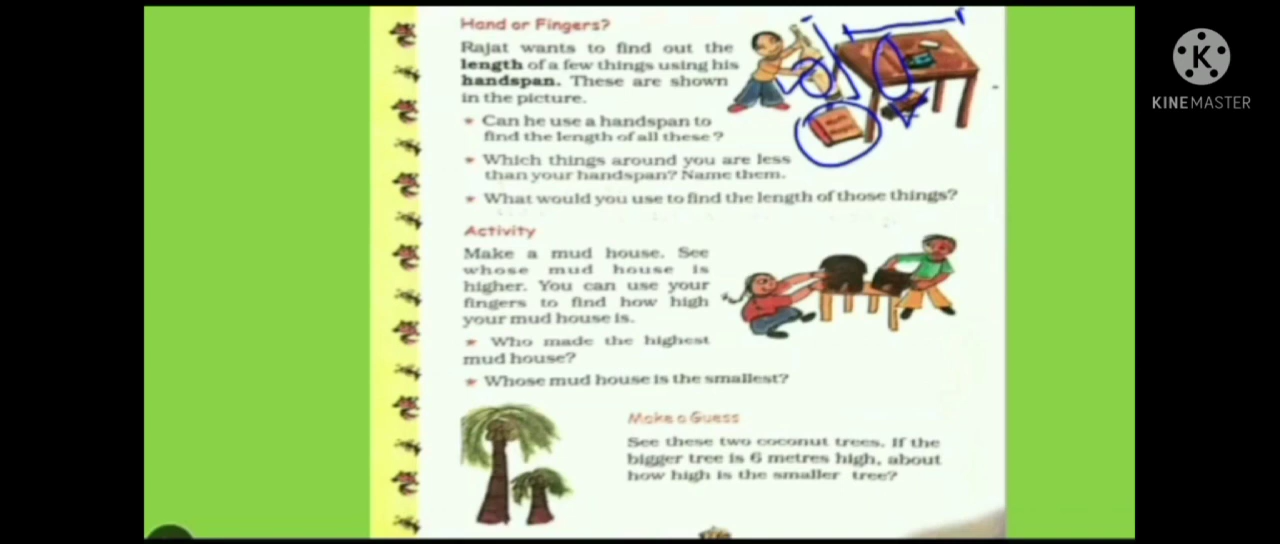 Hand or Fingers?
Rajat wants to find out the
length of a few things using his
handspan. These are shown
in the picture.
★ Can he use a handspan to
find the length of all these?
★ Which things around you are less
than your handspan? Name them.
★ What would you use to find the length of those things?
Activity
Make a mud house. See
whose mud house is
higher. You can use your
fingers to find how high
your mud house is.
★ Who made the highest
mud house?
★ Whose mud house is the smallest?
Make a Guess
See these two coconut trees. If the
bigger tree is 6 metres high, about
how high is the smaller tree?
K
KINEMASTER